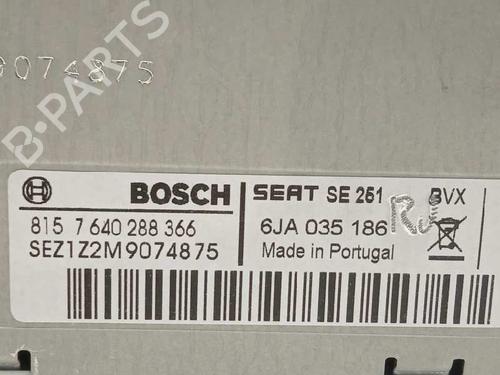 9074875
B-PARTS
BOSCH SEAT SE 251 BVX
815 7 640 288 366 6JA 035 186
SEZ1Z2M9074875 Made in Portugal